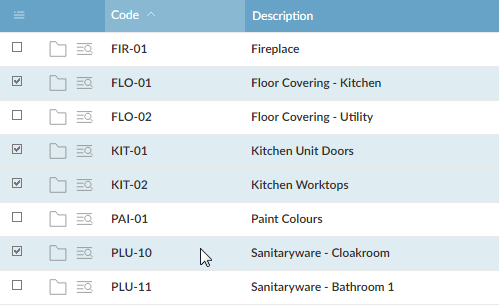 Code Description
FIR-01 Fireplace
FLO-01 Floor Covering - Kitchen
FLO-02 Floor Covering - Utility
KIT-01 Kitchen Unit Doors
KIT-02 Kitchen Worktops
PAI-01 Paint Colours
PLU-10 Sanitaryware - Cloakroom
PLU-11 Sanitaryware - Bathroom 1